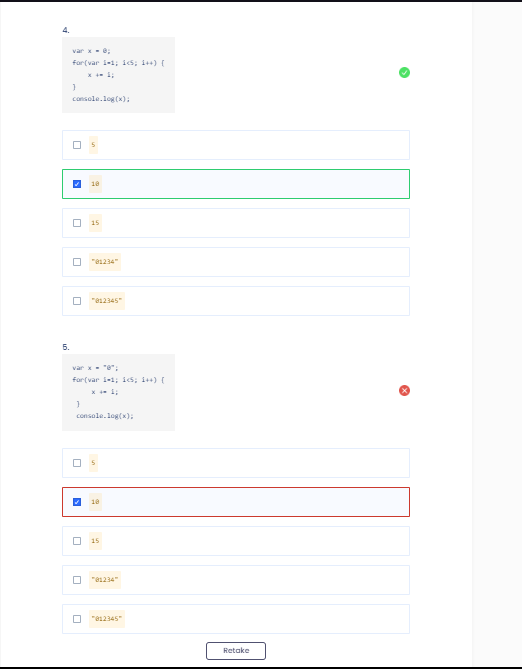 4.
var x = 0;
for(var i=1; i<5; i++) {
    x += i;
}
console.log(x);
5
10
15
"01234"
"012345"
5.
var x = "0";
for(var i=1; i<5; i++) {
     x += i;
 }
 console.log(x);
5
10
15
"01234"
"012345"
Retake